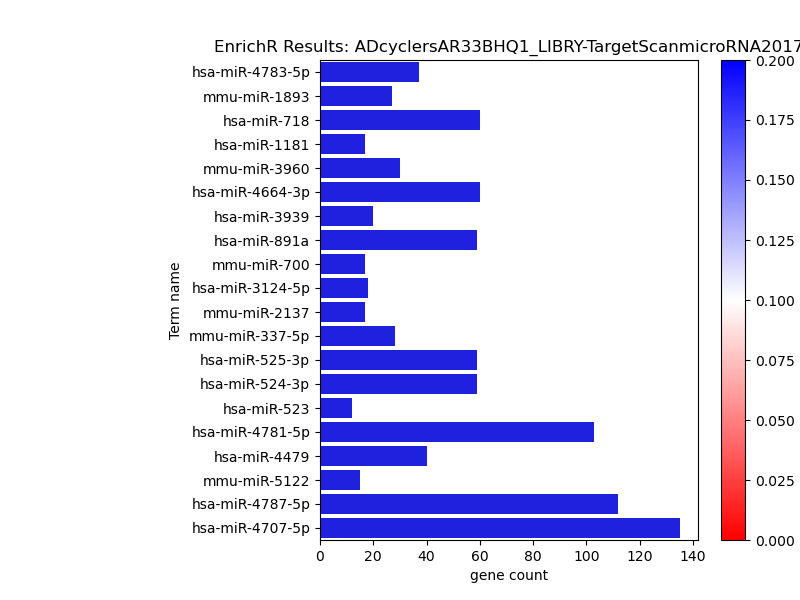 EnrichR Results: ADcyclersAR33BHQ1_LIBRY-TargetScanmicroRNA2017
hsa-miR-4783-5p
mmu-miR-1893
hsa-miR-718
hsa-miR-1181
mmu-miR-3960
hsa-miR-4664-3p
hsa-miR-3939
hsa-miR-891a
mmu-miR-700
hsa-miR-3124-5p
mmu-miR-2137
mmu-miR-337-5p
hsa-miR-525-3p
hsa-miR-524-3p
hsa-miR-523
hsa-miR-4781-5p
hsa-miR-4479
mmu-miR-5122
hsa-miR-4787-5p
hsa-miR-4707-5p
Term name
0 20 40 60 80 100 120 140
gene count
0.200
0.175
0.150
0.125
0.100
0.075
0.050
0.025
0.000